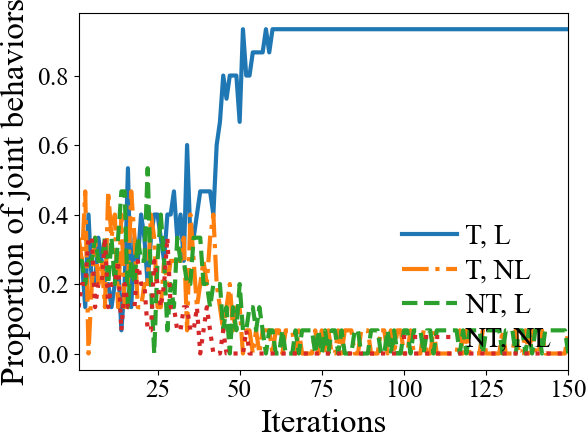 Proportion of joint behaviors
0.8
0.6
0.4
0.2
0.0
T, L
T, NL
NT, L
NT, NL
25
50
75
100
125
150
Iterations